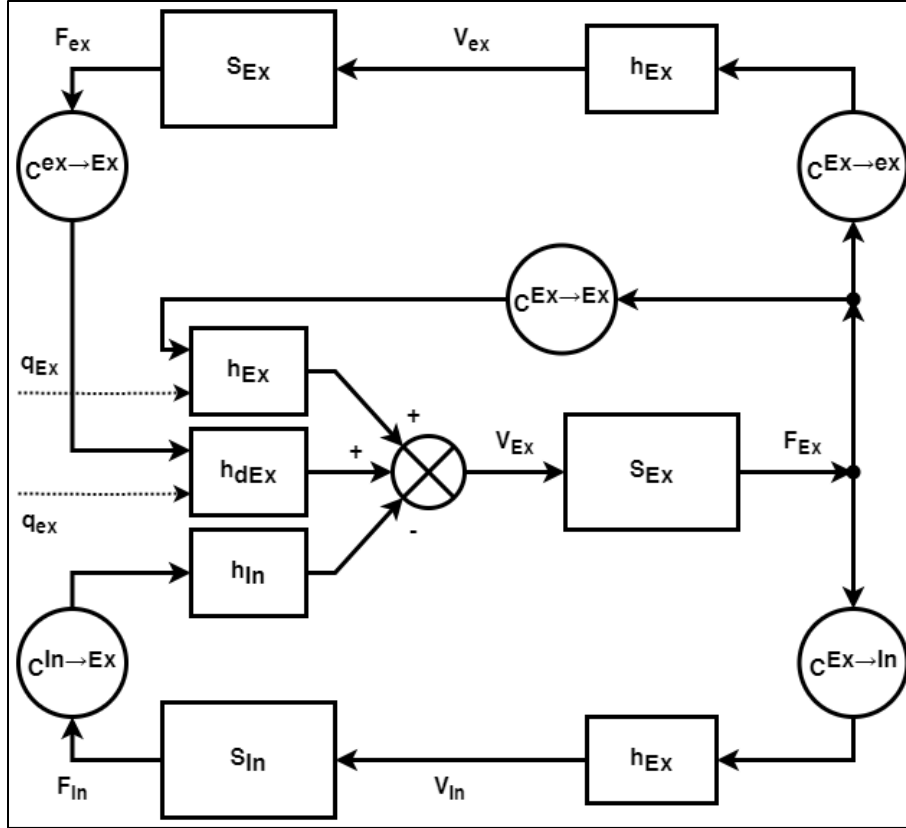 F_ex
S_Ex
V_ex
h_Ex
C^ex→Ex
C^Ex→ex
C^Ex→Ex
q_Ex
h_Ex
+
h_dEx
+
V_Ex
S_Ex
F_Ex
q_ex
-
h_In
C^In→Ex
C^Ex→In
F_In
S_In
V_In
h_Ex